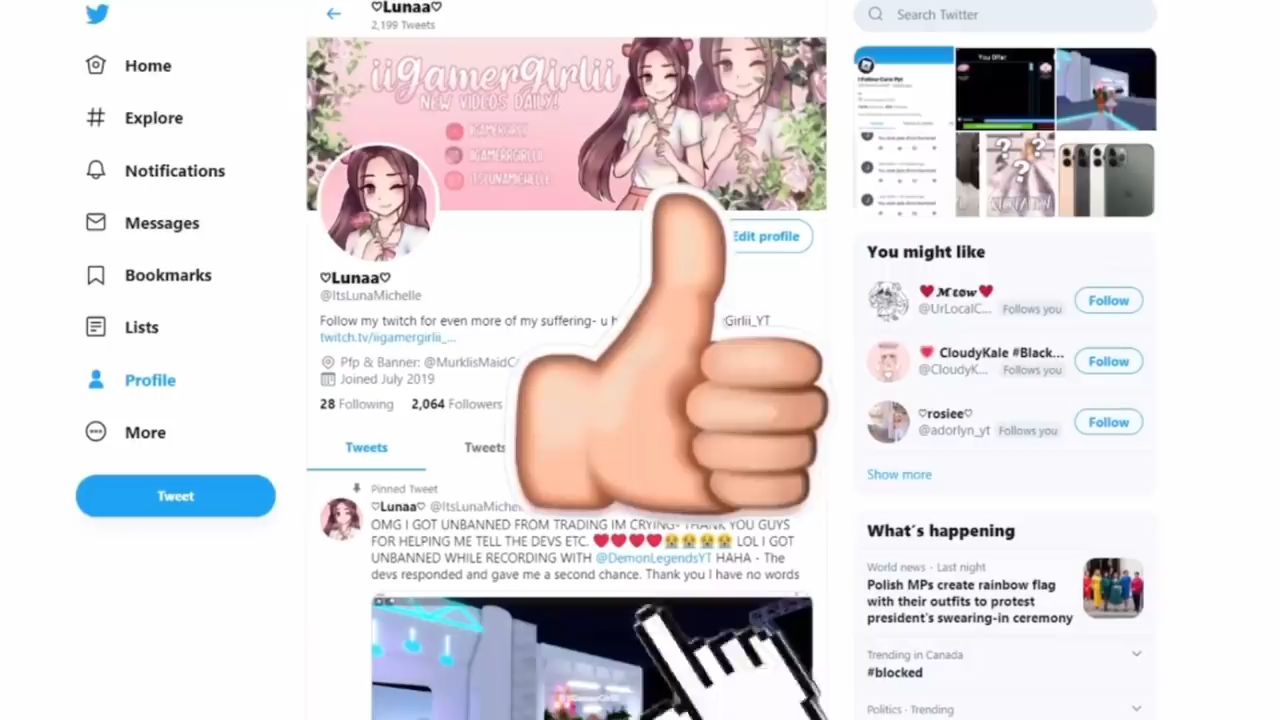 Home
Explore
Notifications
Messages
Bookmarks
Lists
Profile
More
Tweet
♡Lunaa♡
2,199 Tweets
iiGamerGirlii
NEW VIDEOS DAILY!
Edit profile
♡Lunaa♡
@ItsLunaMichelle
Follow my twitch for even more of my suffering- u Girlii_YT
twitch.tv/iigamergirlii_...
Pfp & Banner: @MurklisMaidC
Joined July 2019
28 Following 2,064 Followers
Tweets Tweets
Pinned Tweet
♡Lunaa♡ @ItsLunaMichel
OMG I GOT UNBANNED FROM TRADING IM CRYING- THANK YOU GUYS
FOR HELPING ME TELL THE DEVS ETC. ❤❤❤❤😭😭😭😭 LOL I GOT
UNBANNED WHILE RECORDING WITH @DemonLegendsYT HAHA - The
devs responded and gave me a second chance. Thank you I have no words
Search Twitter
You Offer
You might like
❤ Mєow ❤
@UrLocalC... Follows you
Follow
💗 CloudyKale #Black...
@CloudyK... Follows you
Follow
♡rosiee♡
@adorlyn_yt Follows you
Follow
Show more
What's happening
World news · Last night
Polish MPs create rainbow flag
with their outfits to protest
president's swearing-in ceremony
Trending in Canada
#blocked
Politics · Trending